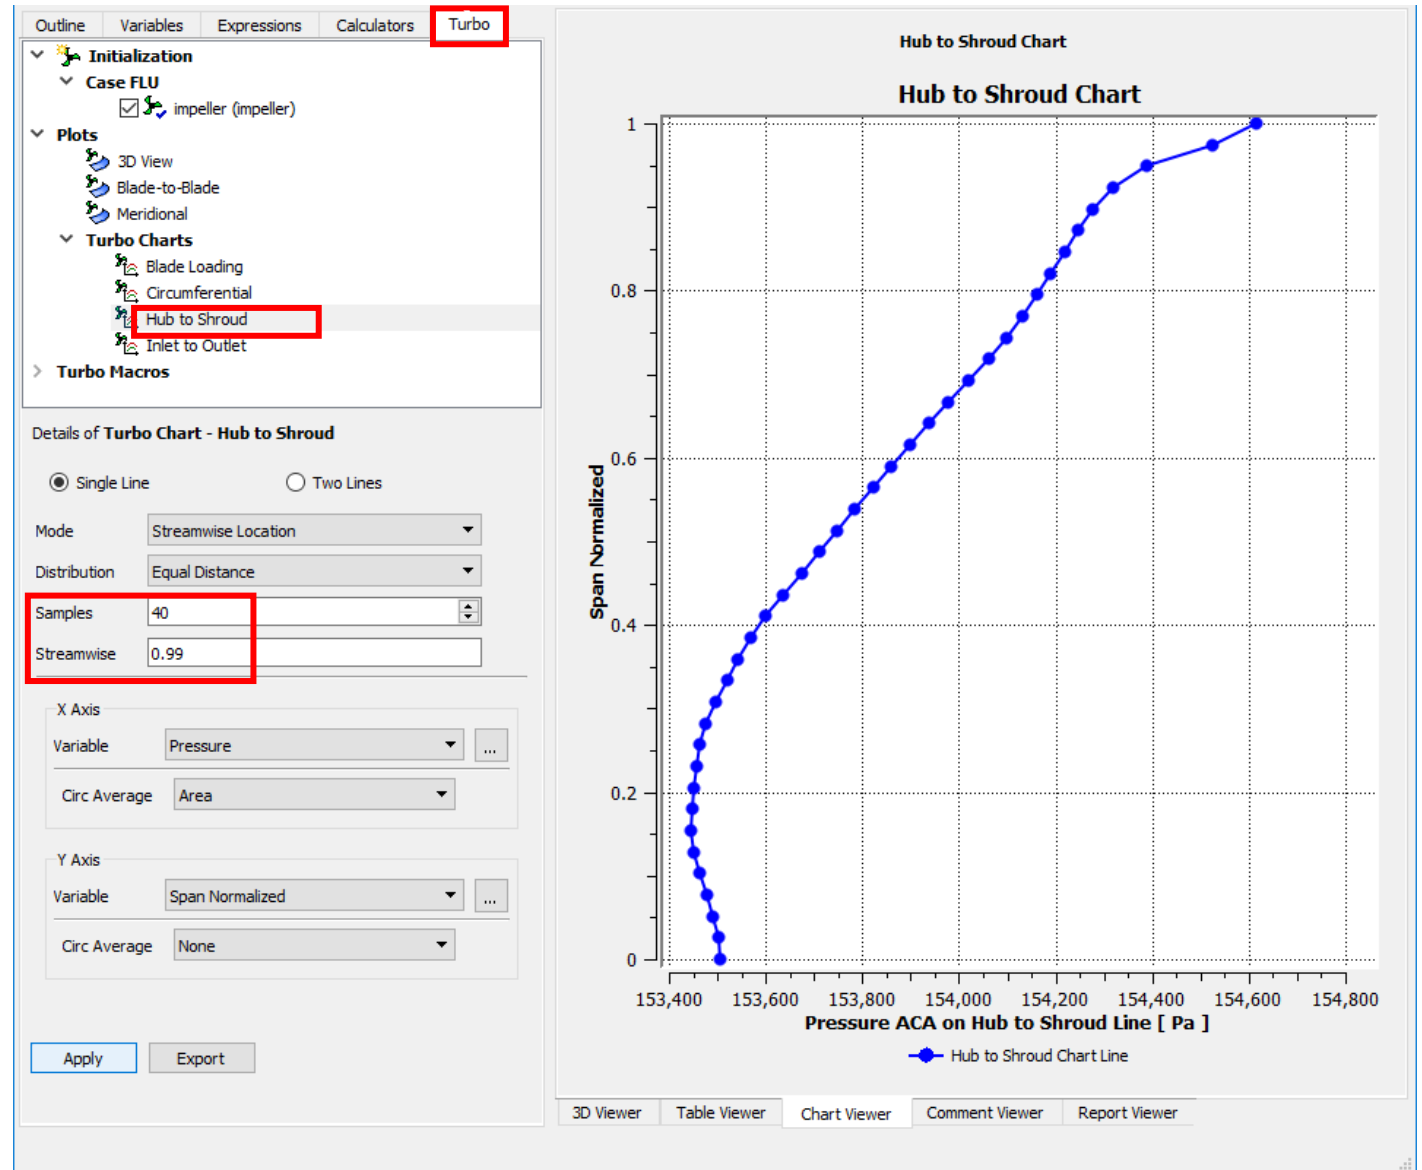 Outline Variables Expressions Calculators Turbo
Initialization
Case FLU
impeller (impeller)
Plots
3D View
Blade-to-Blade
Meridional
Turbo Charts
Blade Loading
Circumferential
Hub to Shroud
Inlet to Outlet
Turbo Macros
Details of Turbo Chart - Hub to Shroud
Single Line Two Lines
Mode Streamwise Location
Distribution Equal Distance
Samples 40
Streamwise 0.99
X Axis
Variable Pressure ...
Circ Average Area
Y Axis
Variable Span Normalized ...
Circ Average None
Apply Export
Hub to Shroud Chart
Hub to Shroud Chart
1
0.8
0.6
0.4
0.2
0
Span Normalized
153,400 153,600 153,800 154,000 154,200 154,400 154,600 154,800
Pressure ACA on Hub to Shroud Line [ Pa ]
Hub to Shroud Chart Line
3D Viewer Table Viewer Chart Viewer Comment Viewer Report Viewer